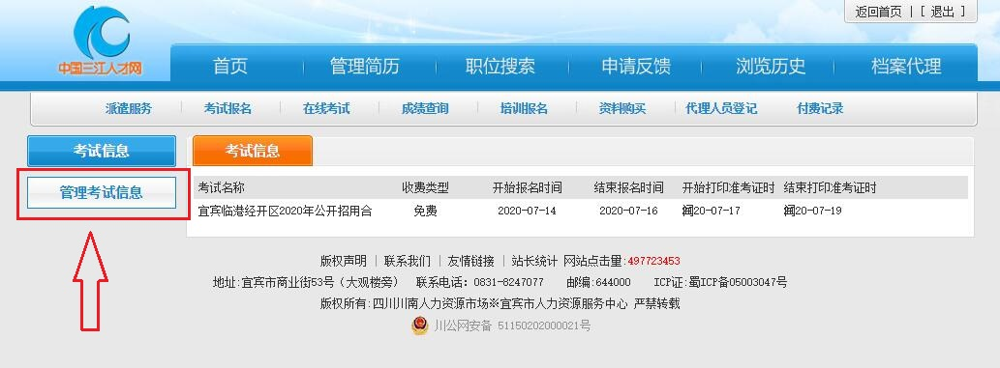 返回首页 | [ 退出 ]
中国三江人才网
首页 管理简历 职位搜索 申请反馈 浏览历史 档案代理
派遣服务 考试报名 在线考试 成绩查询 培训报名 资料购买 代理人员登记 付费记录
考试信息
管理考试信息
考试信息
考试名称 收费类型 开始报名时间 结束报名时间 开始打印准考证时间 结束打印准考证时间
宜宾临港经开区2020年公开招用合 免费 2020-07-14 2020-07-16 20-07-17 20-07-19
版权声明 | 联系我们 | 友情链接 | 站长统计 网站点击量:497723453
地址:宜宾市商业街53号（大观楼旁） 联系电话: 0831-8247077 邮编:644000 ICP证:蜀ICP备05003047号
版权所有:四川川南人力资源市场※宜宾市人力资源服务中心 严禁转载
川公网安备 51150202000021号